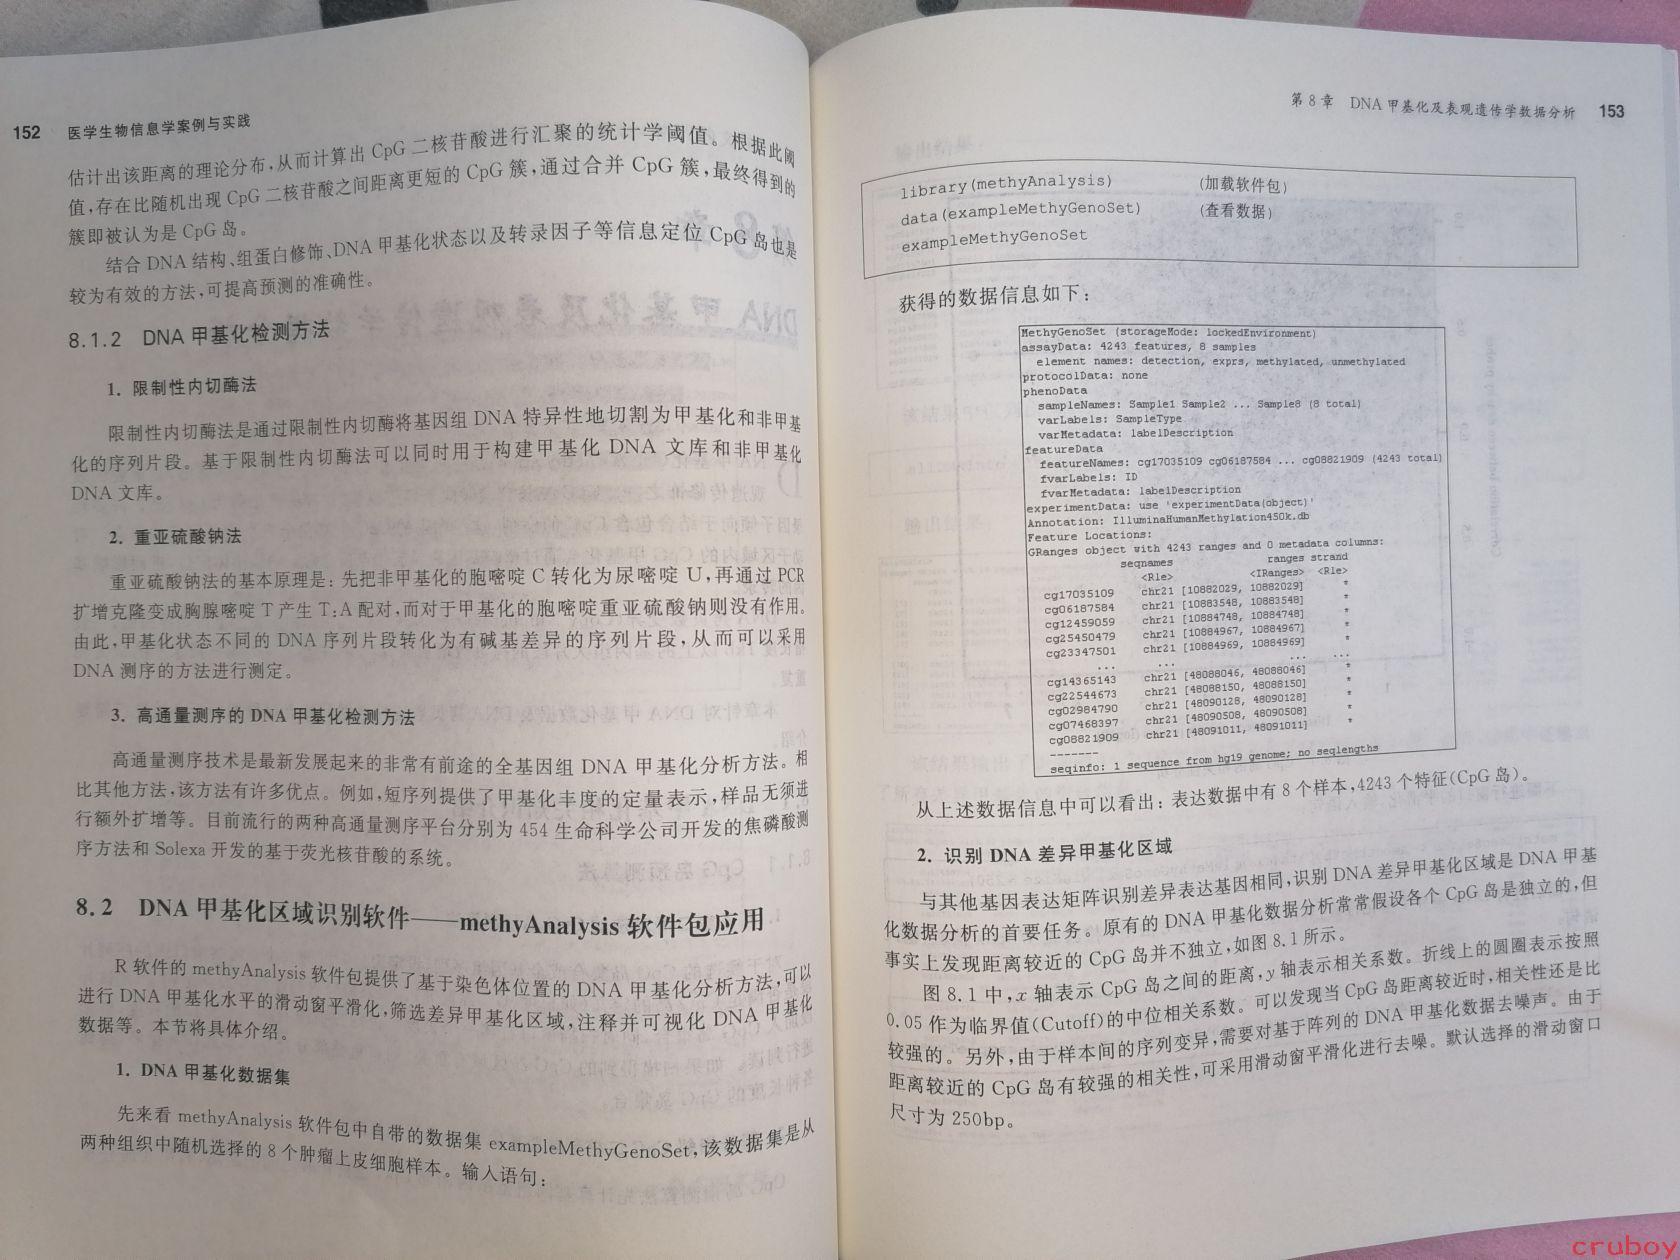 152 医学生物信息学案例与实践
估计出该距离的理论分布,从而计算出 CpG 二核苷酸进行汇聚的统计学阈值。根据此阈
值,存在比随机出现 CpG 二核苷酸之间距离更短的 CpG 簇,通过合并 CpG 簇,最终得到的
簇即被认为是 CpG 岛。
结合 DNA 结构、组蛋白修饰、DNA 甲基化状态以及转录因子等信息定位 CpG 岛也是
较为有效的方法,可提高预测的准确性。
8.1.2 DNA 甲基化检测方法
1. 限制性内切酶法
限制性内切酶法是通过限制性内切酶将基因组 DNA 特异性地切割为甲基化和非甲基
化的序列片段。基于限制性内切酶法可以同时用于构建甲基化 DNA 文库和非甲基化
DNA 文库。
2. 重亚硫酸钠法
重亚硫酸钠法的基本原理是：先把非甲基化的胞嘧啶 C 转化为尿嘧啶 U,再通过 PCR
扩增克隆变成胸腺嘧啶 T 产生 T:A 配对,而对于甲基化的胞嘧啶重亚硫酸钠则没有作用。
由此,甲基化状态不同的 DNA 序列片段转化为有碱基差异的序列片段,从而可以采用
DNA 测序的方法进行测定。
3. 高通量测序的 DNA 甲基化检测方法
高通量测序技术是最新发展起来的非常有前途的全基因组 DNA 甲基化分析方法。相
比其他方法,该方法有许多优点。例如,短序列提供了甲基化丰度的定量表示,样品无须进
行额外扩增等。目前流行的两种高通量测序平台分别为 454 生命科学公司开发的焦磷酸测
序方法和 Solexa 开发的基于荧光核苷酸的系统。
8.2 DNA 甲基化区域识别软件——methyAnalysis 软件包应用
R 软件的 methyAnalysis 软件包提供了基于染色体位置的 DNA 甲基化分析方法,可以
进行 DNA 甲基化水平的滑动窗平滑化,筛选差异甲基化区域,注释并可视化 DNA 甲基化
数据等。本节将具体介绍。
1. DNA 甲基化数据集
先来看 methyAnalysis 软件包中自带的数据集 exampleMethyGenoSet,该数据集是从
两种组织中随机选择的 8 个肿瘤上皮细胞样本。输入语句：
第 8 章 DNA 甲基化及表观遗传学数据分析 153
library(methyAnalysis) (加载软件包)
data(exampleMethyGenoSet) (查看数据)
exampleMethyGenoSet
获得的数据信息如下：
MethyGenoSet (storageMode: lockedEnvironment)
assayData: 4243 features, 8 samples
element names: detection, exprs, methylated, unmethylated
protocolData: none
phenoData
sampleNames: Sample1 Sample2 ... Sample8 (8 total)
varLabels: SampleType
varMetadata: labelDescription
featureData
featureNames: cg17035109 cg06187584 ... cg08821909 (4243 total)
fvarLabels: ID
fvarMetadata: labelDescription
experimentData: use 'experimentData(object)'
Annotation: IlluminaHumanMethylation450k.db
Feature Locations:
GRanges object with 4243 ranges and 0 metadata columns:
seqnames ranges strand
<Rle> <IRanges> <Rle>
cg17035109 chr21 [10882029, 10882029] *
cg06187584 chr21 [10883548, 10883548] *
cg12459059 chr21 [10884748, 10884748] *
cg25450479 chr21 [10884967, 10884967] *
cg23347501 chr21 [10884969, 10884969] *
... ... ... ...
cg14365143 chr21 [48088046, 48088046] *
cg22544673 chr21 [48088150, 48088150] *
cg02984790 chr21 [48090128, 48090128] *
cg07468397 chr21 [48090508, 48090508] *
cg08821909 chr21 [48091011, 48091011] *
-------
seqinfo: 1 sequence from hg19 genome; no seqlengths
从上述数据信息中可以看出：表达数据中有 8 个样本,4243 个特征(CpG 岛)。
2. 识别 DNA 差异甲基化区域
与其他基因表达矩阵识别差异表达基因相同,识别 DNA 差异甲基化区域是 DNA 甲基
化数据分析的首要任务。原有的 DNA 甲基化数据分析常常假设各个 CpG 岛是独立的,但
事实上发现距离较近的 CpG 岛并不独立,如图 8.1 所示。
图 8.1 中,x 轴表示 CpG 岛之间的距离,y 轴表示相关系数。折线上的圆圈表示按照
0.05 作为临界值(Cutoff)的中位相关系数。可以发现当 CpG 岛距离较近时,相关性还是比
较强的。另外,由于样本间的序列变异,需要对基于阵列的 DNA 甲基化数据去噪声。由于
距离较近的 CpG 岛有较强的相关性,可采用滑动窗平滑化进行去噪。默认选择的滑动窗口
尺寸为 250bp。
cruboy